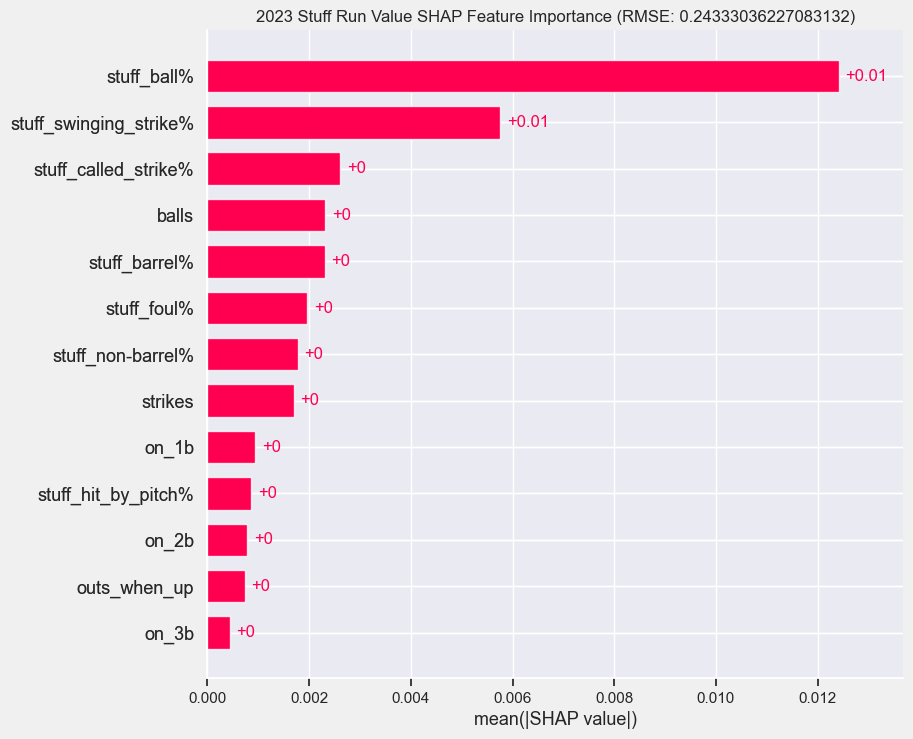 2023 Stuff Run Value SHAP Feature Importance (RMSE: 0.24333036227083132)
stuff_ball% +0.01
stuff_swinging_strike% +0.01
stuff_called_strike% +0
balls +0
stuff_barrel% +0
stuff_foul% +0
stuff_non-barrel% +0
strikes +0
on_1b +0
stuff_hit_by_pitch% +0
on_2b +0
outs_when_up +0
on_3b +0
0.000 0.002 0.004 0.006 0.008 0.010 0.012
mean(|SHAP value|)